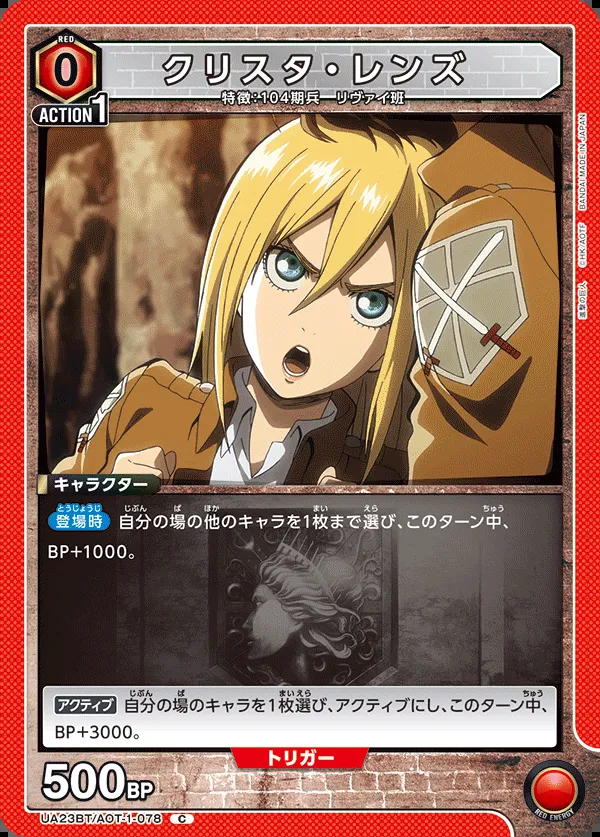 RED
0
クリスタ・レンズ
特徴:104期兵 リヴァイ班
ACTION 1
進撃の巨人 ©HK/AOTF BANDAI MADE IN JAPAN
キャラクター
とうじょうじ じぶん ば ほか まい えら ちゅう
登場時 自分の場の他のキャラを1枚まで選び、このターン中、
BP+1000。
じぶん ば まいえら ちゅう
アクティブ 自分の場のキャラを1枚選び、アクティブにし、このターン中、
BP+3000。
トリガー
500BP
RED ENERGY
UA23BT/AOT-1-078 C